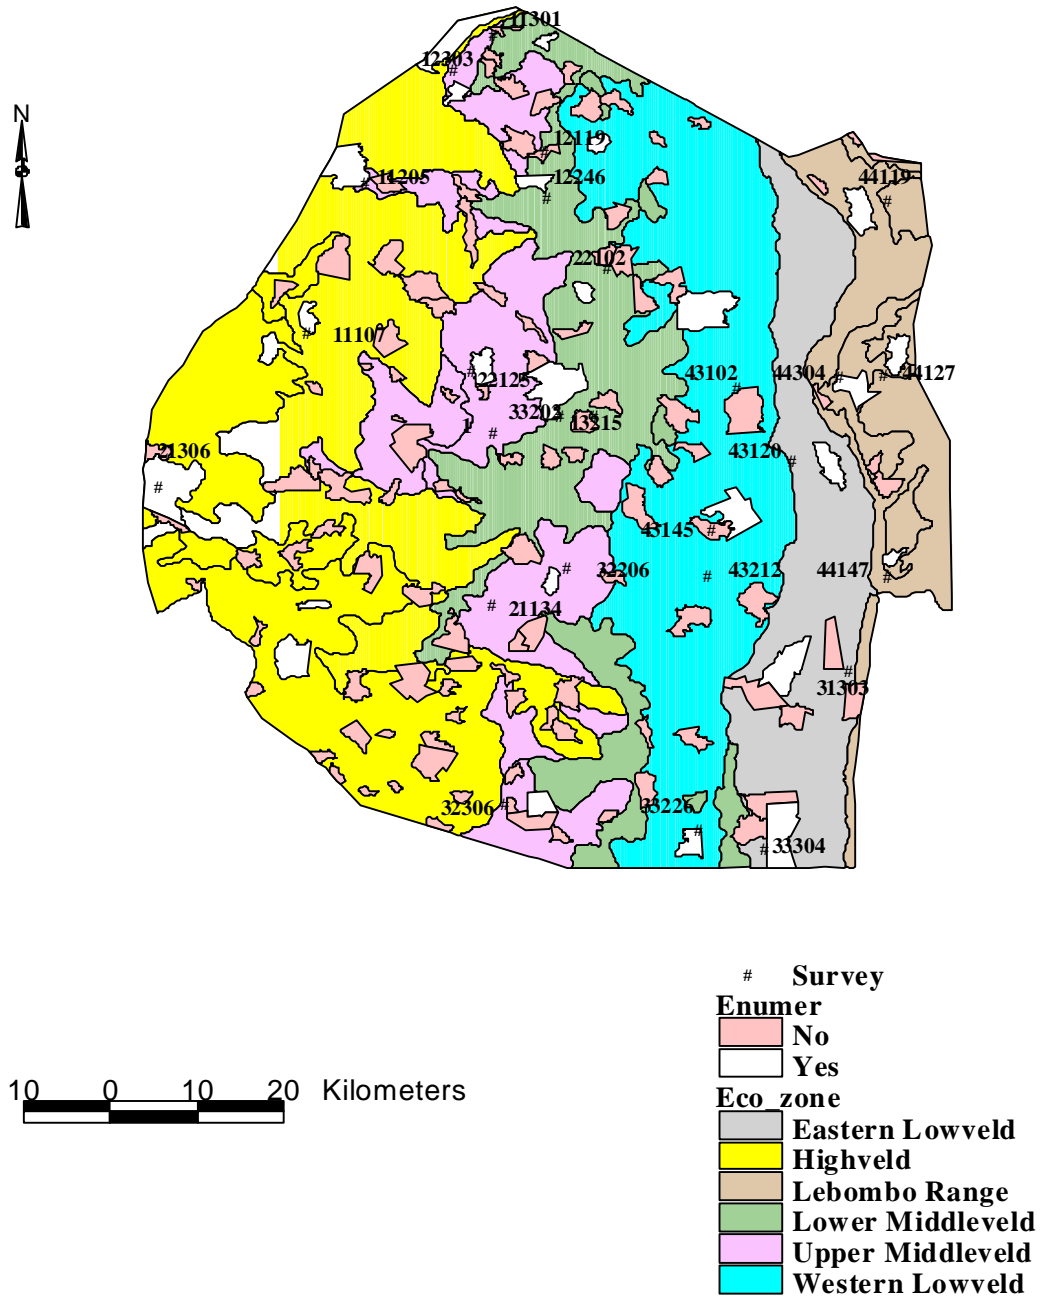 11301
12303
N
12119
11205
12246
44119
22102
11107
22125
43102
44304
44127
33202
13215
1
21306
43120
43145
32206
43212
44147
21134
31303
32306
33226
33304
# Survey
Enumer
No
Yes
Eco_zone
Eastern Lowveld
Highveld
Lebombo Range
Lower Middleveld
Upper Middleveld
Western Lowveld
10 0 10 20 Kilometers